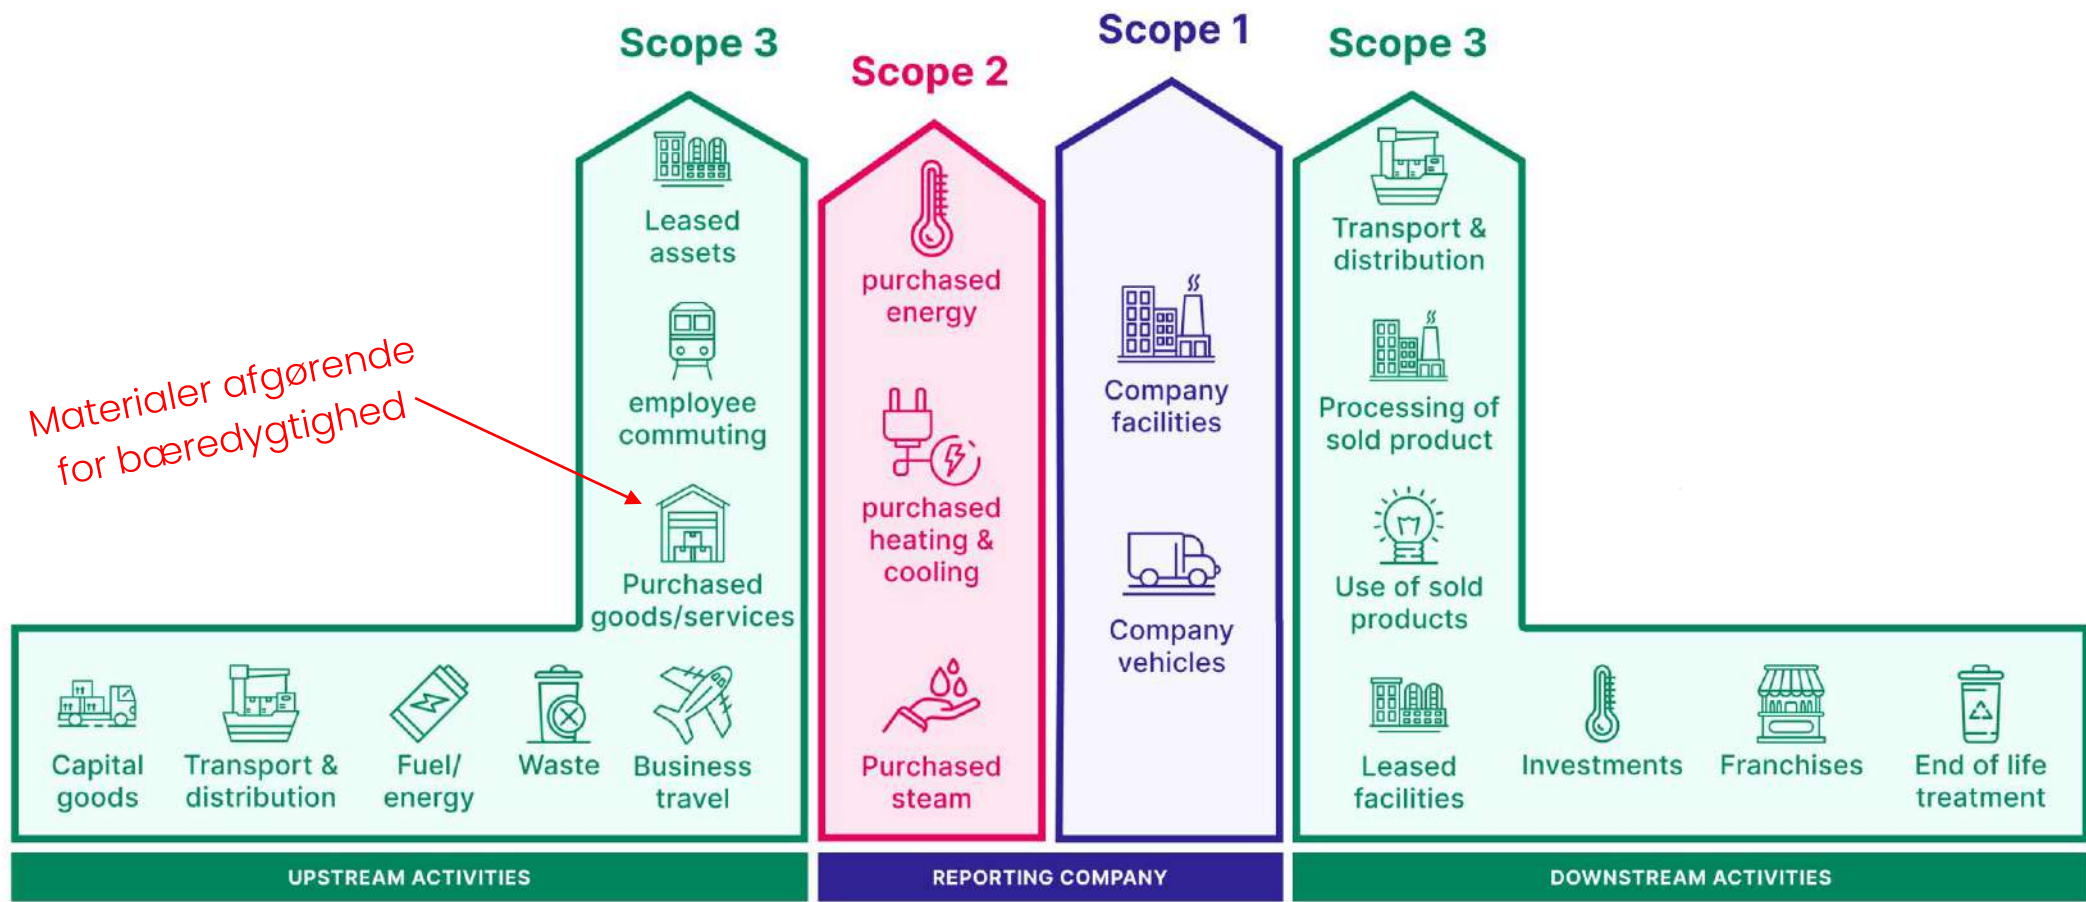 Scope 3
Leased
assets
employee
commuting
Purchased
goods/services
Capital
goods
Transport &
distribution
Fuel/
energy
Waste
Business
travel
UPSTREAM ACTIVITIES
Materialer afgørende
for bæredygtighed
Scope 2
purchased
energy
purchased
heating &
cooling
Purchased
steam
Scope 1
Company
facilities
Company
vehicles
REPORTING COMPANY
Scope 3
Transport &
distribution
Processing of
sold product
Use of sold
products
Leased
facilities
Investments
Franchises
End of life
treatment
DOWNSTREAM ACTIVITIES